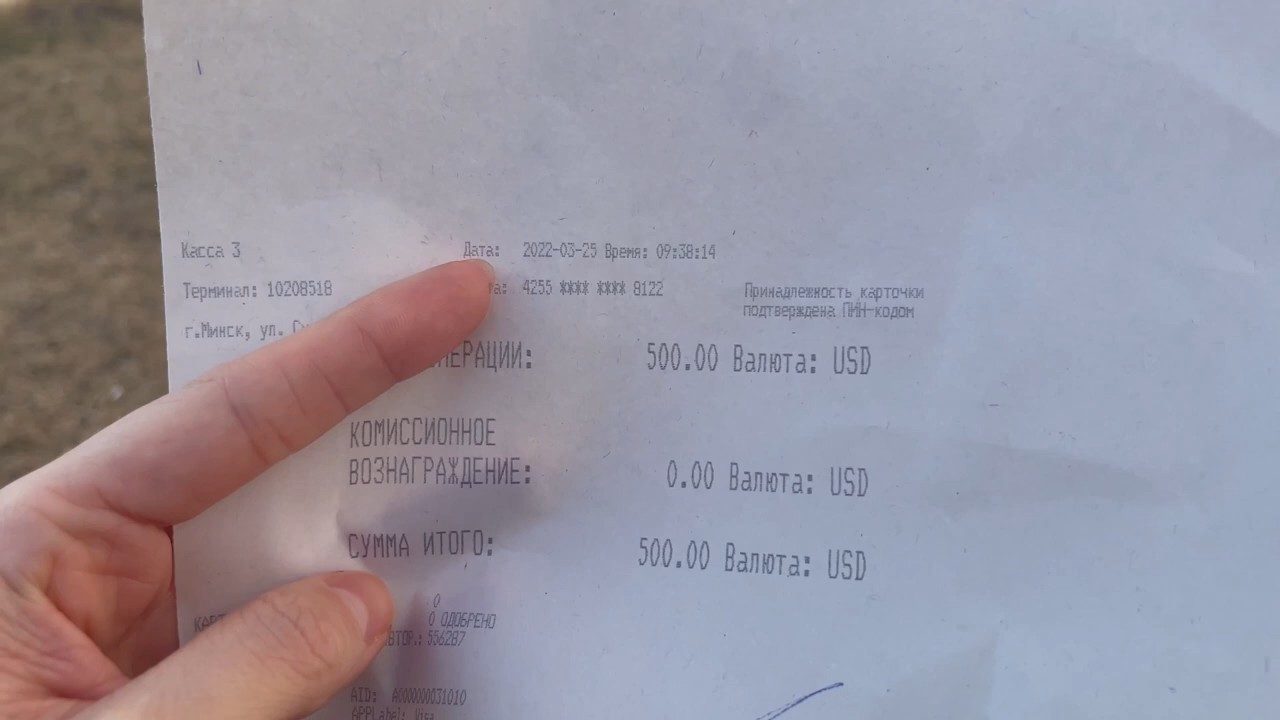 Касса 3 Дата: 2022-03-25 Время: 09:38:14
Терминал: 10208518 4255 **** **** 8122 Принадлежность карточки
подтверждена ПИН-кодом
г.Минск, ул.
500.00 Валюта: USD
КОМИССИОННОЕ
ВОЗНАГРАЖДЕНИЕ: 0.00 Валюта: USD
СУММА ИТОГО: 500.00 Валюта: USD
0
0 ОДОБРЕНО
556287
AID: A0000000031010
APPLabel: Visa